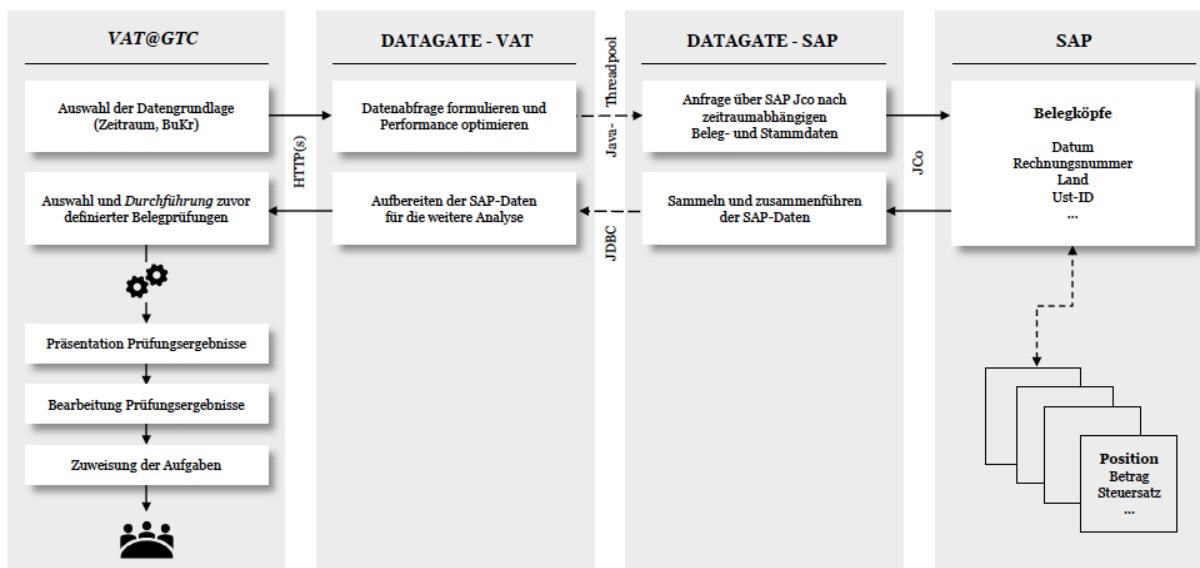 VAT@GTC
Auswahl der Datengrundlage
(Zeitraum, BuKr)
Auswahl und Durchführung zuvor
definierter Belegprüfungen
Präsentation Prüfungsergebnisse
Bearbeitung Prüfungsergebnisse
Zuweisung der Aufgaben
HTTP(s)
DATAGATE - VAT
Datenabfrage formulieren und
Performance optimieren
Aufbereiten der SAP-Daten
für die weitere Analyse
Java- Threadpool
JDBC
DATAGATE - SAP
Anfrage über SAP Jco nach
zeitraumabhängigen
Beleg- und Stammdaten
Sammeln und zusammenführen
der SAP-Daten
JCo
SAP
Belegköpfe
Datum
Rechnungsnummer
Land
Ust-ID
...
Position
Betrag
Steuersatz
...